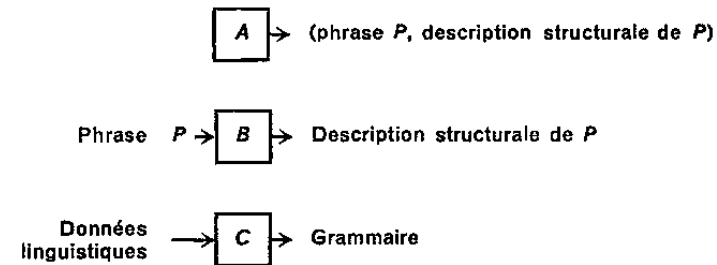 A → (phrase P, description structurale de P)
Phrase P → B → Description structurale de P
Données
linguistiques → C → Grammaire